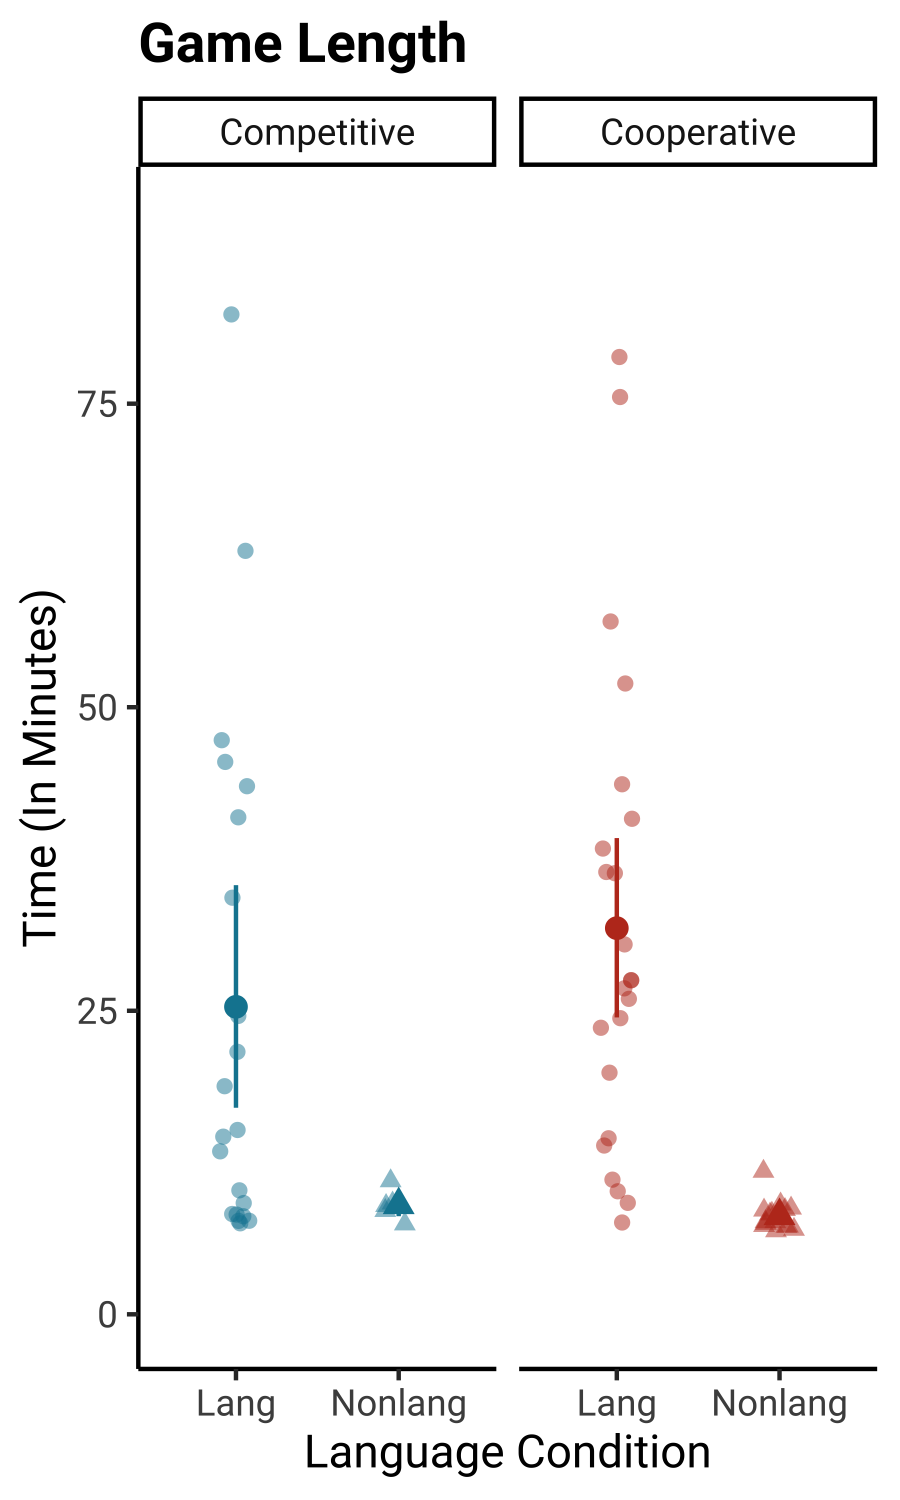 Game Length
Competitive
Cooperative
Time (In Minutes)
75
50
25
0
Lang
Nonlang
Lang
Nonlang
Language Condition